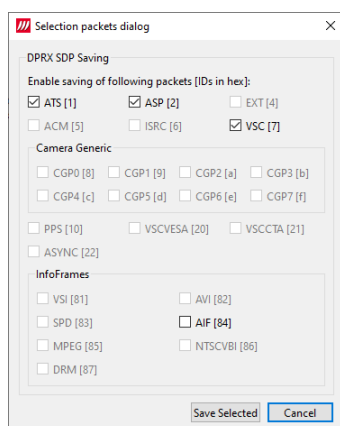 Selection packets dialog
DPRX SDP Saving
Enable saving of following packets [IDs in hex]:
ATS [1] ASP [2] EXT [4]
ACM [5] ISRC [6] VSC [7]
Camera Generic
CGP0 [8] CGP1 [9] CGP2 [a] CGP3 [b]
CGP4 [c] CGP5 [d] CGP6 [e] CGP7 [f]
PPS [10] VSCVESA [20] VSCCTA [21]
ASYNC [22]
InfoFrames
VSI [81] AVI [82]
SPD [83] AIF [84]
MPEG [85] NTSCVBI [86]
DRM [87]
Save Selected Cancel